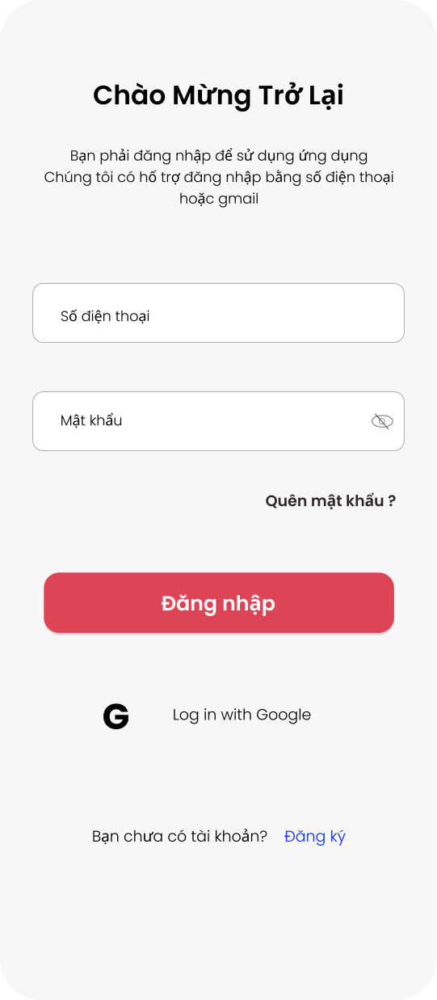 Chào Mừng Trở Lại
Bạn phải đăng nhập để sử dụng ứng dụng
Chúng tôi có hố trợ đăng nhập bằng số điện thoại
hoặc gmail
Số điện thoại
Mật khẩu
Quên mật khẩu ?
Đăng nhập
G Log in with Google
Bạn chưa có tài khoản? Đăng ký